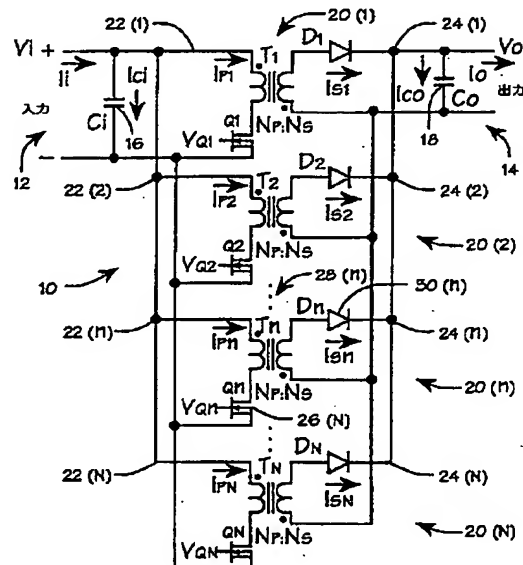 20 (1)
Vi + 22 (1) T1 D1 24 (1) Vo
Ii Ici IP1 IS1 Ico Io
入力 Ci 16 Q1 18 Co 出力
VQ1 NP:NS
12 − 14
22 (2) T2 D2 24 (2)
IP2 IS2
Q2
10 VQ2 NP:NS 28 (n) 20 (2)
30 (n)
22 (n) Tn Dn 24 (n)
IPn ISn
Qn
VQn NP:NS 20 (n)
26 (N)
22 (N) TN DN 24 (N)
IPN ISN
QN 20 (N)
VQN NP:NS